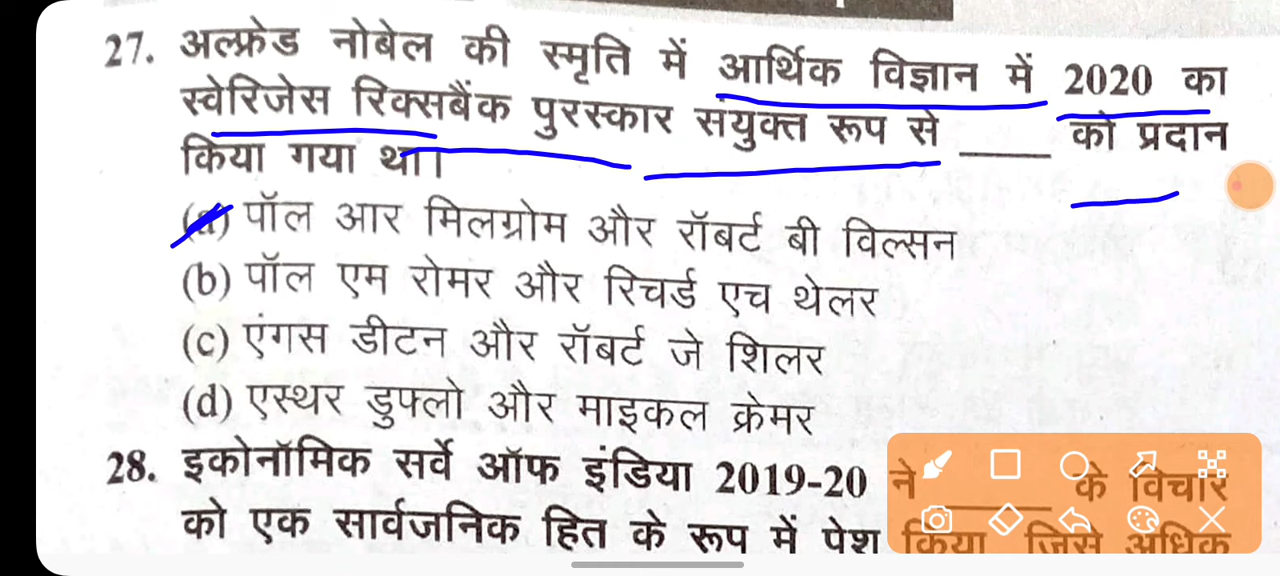 27. अल्फ्रेड नोबेल की स्मृति में आर्थिक विज्ञान में 2020 का
स्वेरिजेस रिक्सबैंक पुरस्कार संयुक्त रूप से ____ को प्रदान
किया गया था।
(a) पॉल आर मिलग्रोम और रॉबर्ट बी विल्सन
(b) पॉल एम रोमर और रिचर्ड एच थेलर
(c) एंगस डीटन और रॉबर्ट जे शिलर
(d) एस्थर डुफ्लो और माइकल क्रेमर
28. इकोनॉमिक सर्वे ऑफ इंडिया 2019-20 ने ____ के विचार
को एक सार्वजनिक हित के रूप में पेश किया जिसे अधिक